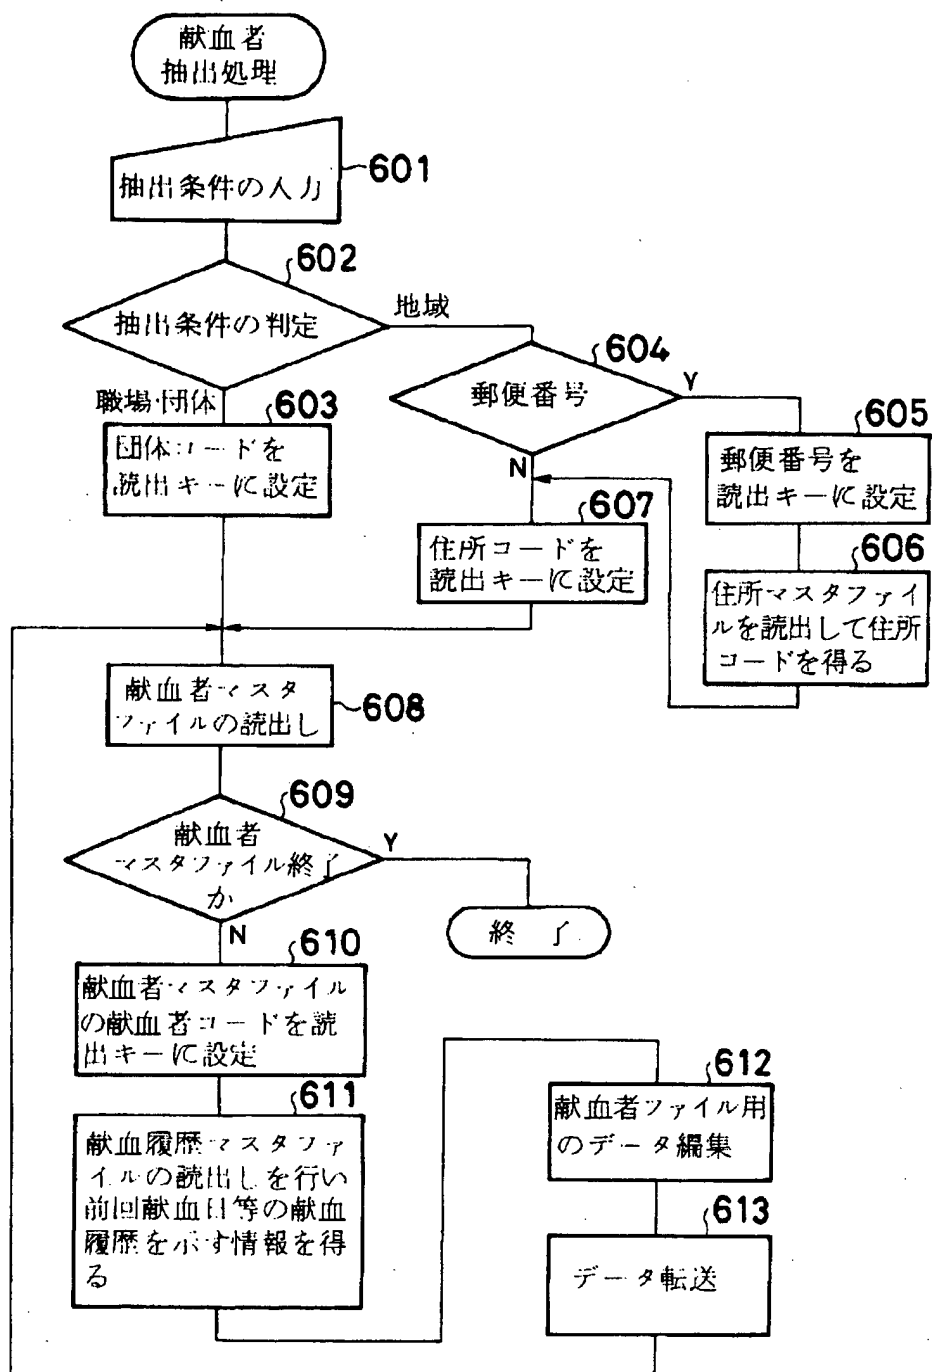 献血者
抽出処理
601
抽出条件の入力
602
抽出条件の判定
地域
職場・団体
603
団体コードを
読出キーに設定
604
郵便番号
Y
N
605
郵便番号を
読出キーに設定
606
住所マスタファイ
ルを読出して住所
コードを得る
607
住所コードを
読出キーに設定
608
献血者マスタ
ファイルの読出し
609
献血者
マスタファイル終了
か
Y
終了
N
610
献血者マスタファイル
の献血者コードを読
出キーに設定
611
献血履歴マスタファ
イルの読出しを行い
前回献血日等の献血
履歴を示す情報を得
る
612
献血者ファイル用
のデータ編集
613
データ転送